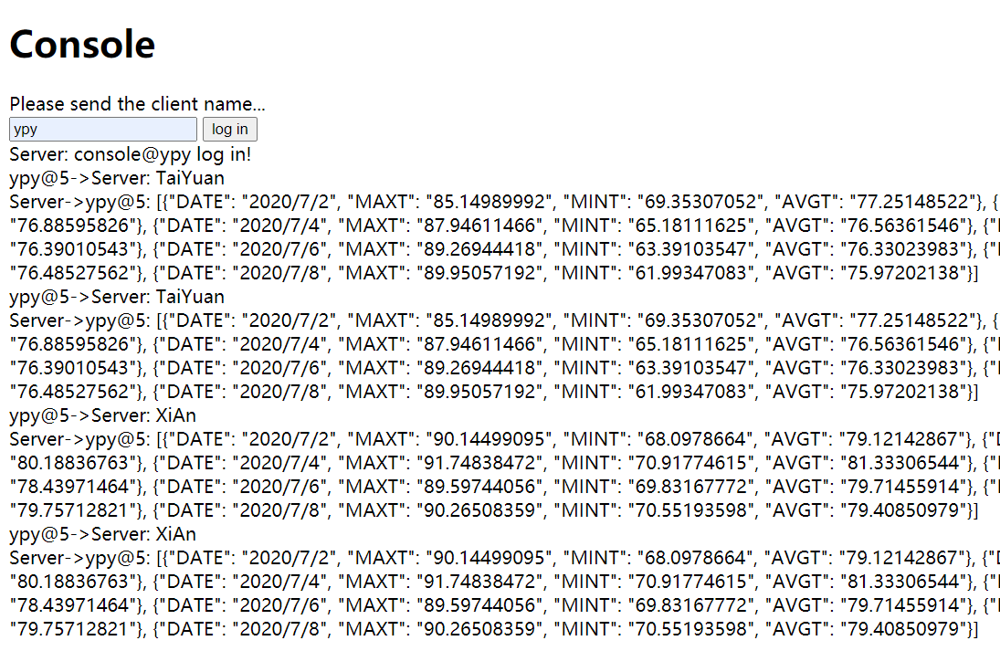 Console
Please send the client name...
ypy log in
Server: console@ypy log in!
ypy@5->Server: TaiYuan
Server->ypy@5: [{"DATE": "2020/7/2", "MAXT": "85.14989992", "MINT": "69.35307052", "AVGT": "77.25148522"}, {
"76.88595826"}, {"DATE": "2020/7/4", "MAXT": "87.94611466", "MINT": "65.18111625", "AVGT": "76.56361546"}, {"
"76.39010543"}, {"DATE": "2020/7/6", "MAXT": "89.26944418", "MINT": "63.39103547", "AVGT": "76.33023983"}, {"
"76.48527562"}, {"DATE": "2020/7/8", "MAXT": "89.95057192", "MINT": "61.99347083", "AVGT": "75.97202138"}]
ypy@5->Server: TaiYuan
Server->ypy@5: [{"DATE": "2020/7/2", "MAXT": "85.14989992", "MINT": "69.35307052", "AVGT": "77.25148522"}, {
"76.88595826"}, {"DATE": "2020/7/4", "MAXT": "87.94611466", "MINT": "65.18111625", "AVGT": "76.56361546"}, {"
"76.39010543"}, {"DATE": "2020/7/6", "MAXT": "89.26944418", "MINT": "63.39103547", "AVGT": "76.33023983"}, {"
"76.48527562"}, {"DATE": "2020/7/8", "MAXT": "89.95057192", "MINT": "61.99347083", "AVGT": "75.97202138"}]
ypy@5->Server: XiAn
Server->ypy@5: [{"DATE": "2020/7/2", "MAXT": "90.14499095", "MINT": "68.0978664", "AVGT": "79.12142867"}, {"
"80.18836763"}, {"DATE": "2020/7/4", "MAXT": "91.74838472", "MINT": "70.91774615", "AVGT": "81.33306544"}, {"
"78.43971464"}, {"DATE": "2020/7/6", "MAXT": "89.59744056", "MINT": "69.83167772", "AVGT": "79.71455914"}, {"
"79.75712821"}, {"DATE": "2020/7/8", "MAXT": "90.26508359", "MINT": "70.55193598", "AVGT": "79.40850979"}]
ypy@5->Server: XiAn
Server->ypy@5: [{"DATE": "2020/7/2", "MAXT": "90.14499095", "MINT": "68.0978664", "AVGT": "79.12142867"}, {"
"80.18836763"}, {"DATE": "2020/7/4", "MAXT": "91.74838472", "MINT": "70.91774615", "AVGT": "81.33306544"}, {"
"78.43971464"}, {"DATE": "2020/7/6", "MAXT": "89.59744056", "MINT": "69.83167772", "AVGT": "79.71455914"}, {"
"79.75712821"}, {"DATE": "2020/7/8", "MAXT": "90.26508359", "MINT": "70.55193598", "AVGT": "79.40850979"}]